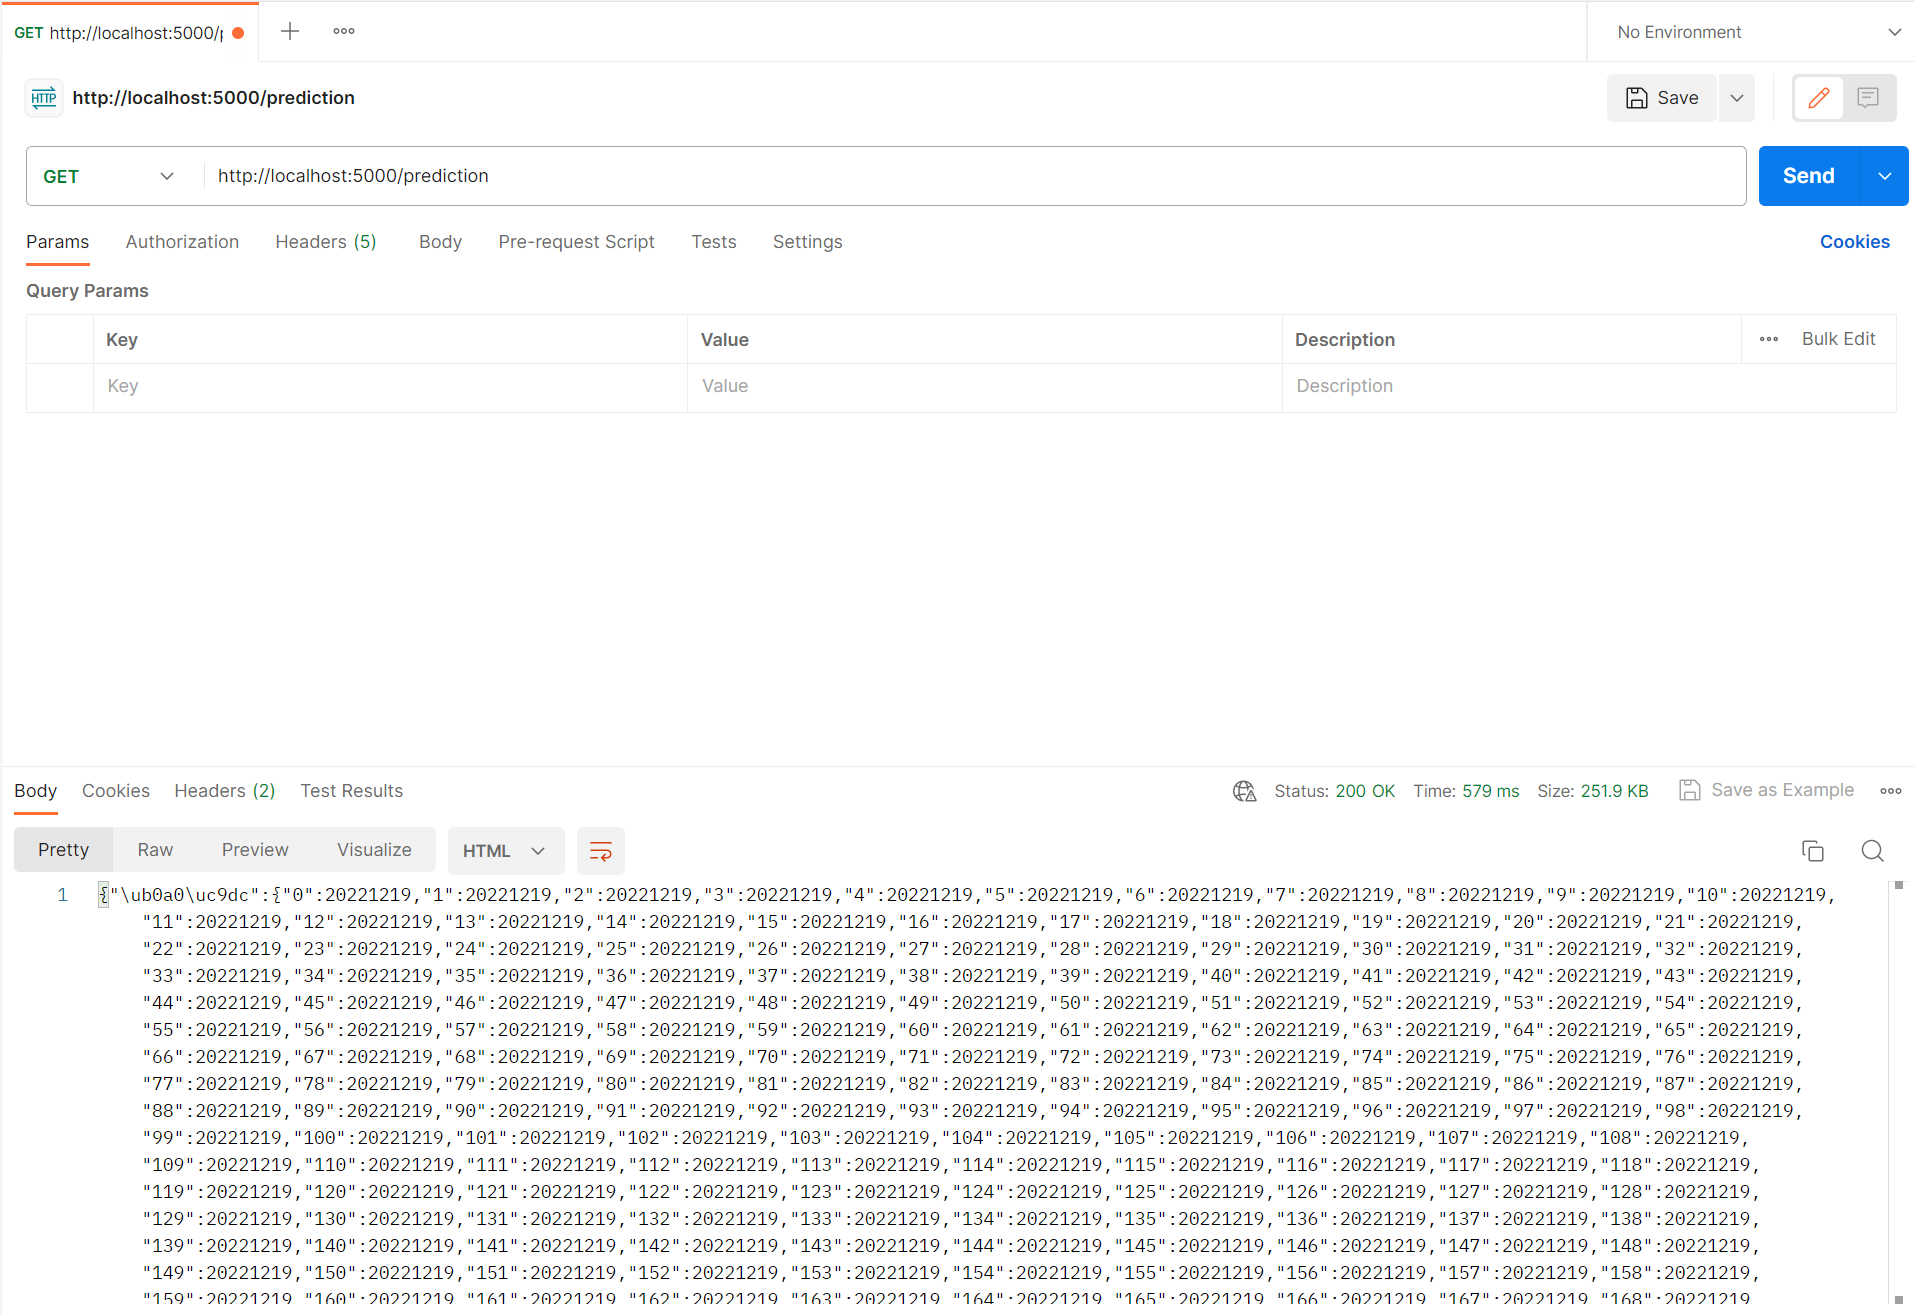 GET http://localhost:5000/p
No Environment
HTTP http://localhost:5000/prediction
Save
GET http://localhost:5000/prediction Send
Params Authorization Headers (5) Body Pre-request Script Tests Settings Cookies
Query Params
Key Value Description Bulk Edit
Key Value Description
Body Cookies Headers (2) Test Results Status: 200 OK Time: 579 ms Size: 251.9 KB Save as Example
Pretty Raw Preview Visualize HTML
1 {"\ub0a0\uc9dc":{"0":20221219,"1":20221219,"2":20221219,"3":20221219,"4":20221219,"5":20221219,"6":20221219,"7":20221219,"8":20221219,"9":20221219,"10":20221219,
"11":20221219,"12":20221219,"13":20221219,"14":20221219,"15":20221219,"16":20221219,"17":20221219,"18":20221219,"19":20221219,"20":20221219,"21":20221219,
"22":20221219,"23":20221219,"24":20221219,"25":20221219,"26":20221219,"27":20221219,"28":20221219,"29":20221219,"30":20221219,"31":20221219,"32":20221219,
"33":20221219,"34":20221219,"35":20221219,"36":20221219,"37":20221219,"38":20221219,"39":20221219,"40":20221219,"41":20221219,"42":20221219,"43":20221219,
"44":20221219,"45":20221219,"46":20221219,"47":20221219,"48":20221219,"49":20221219,"50":20221219,"51":20221219,"52":20221219,"53":20221219,"54":20221219,
"55":20221219,"56":20221219,"57":20221219,"58":20221219,"59":20221219,"60":20221219,"61":20221219,"62":20221219,"63":20221219,"64":20221219,"65":20221219,
"66":20221219,"67":20221219,"68":20221219,"69":20221219,"70":20221219,"71":20221219,"72":20221219,"73":20221219,"74":20221219,"75":20221219,"76":20221219,
"77":20221219,"78":20221219,"79":20221219,"80":20221219,"81":20221219,"82":20221219,"83":20221219,"84":20221219,"85":20221219,"86":20221219,"87":20221219,
"88":20221219,"89":20221219,"90":20221219,"91":20221219,"92":20221219,"93":20221219,"94":20221219,"95":20221219,"96":20221219,"97":20221219,"98":20221219,
"99":20221219,"100":20221219,"101":20221219,"102":20221219,"103":20221219,"104":20221219,"105":20221219,"106":20221219,"107":20221219,"108":20221219,
"109":20221219,"110":20221219,"111":20221219,"112":20221219,"113":20221219,"114":20221219,"115":20221219,"116":20221219,"117":20221219,"118":20221219,
"119":20221219,"120":20221219,"121":20221219,"122":20221219,"123":20221219,"124":20221219,"125":20221219,"126":20221219,"127":20221219,"128":20221219,
"129":20221219,"130":20221219,"131":20221219,"132":20221219,"133":20221219,"134":20221219,"135":20221219,"136":20221219,"137":20221219,"138":20221219,
"139":20221219,"140":20221219,"141":20221219,"142":20221219,"143":20221219,"144":20221219,"145":20221219,"146":20221219,"147":20221219,"148":20221219,
"149":20221219,"150":20221219,"151":20221219,"152":20221219,"153":20221219,"154":20221219,"155":20221219,"156":20221219,"157":20221219,"158":20221219,
"159":20221219,"160":20221219,"161":20221219,"162":20221219,"163":20221219,"164":20221219,"165":20221219,"166":20221219,"167":20221219,"168":20221219,